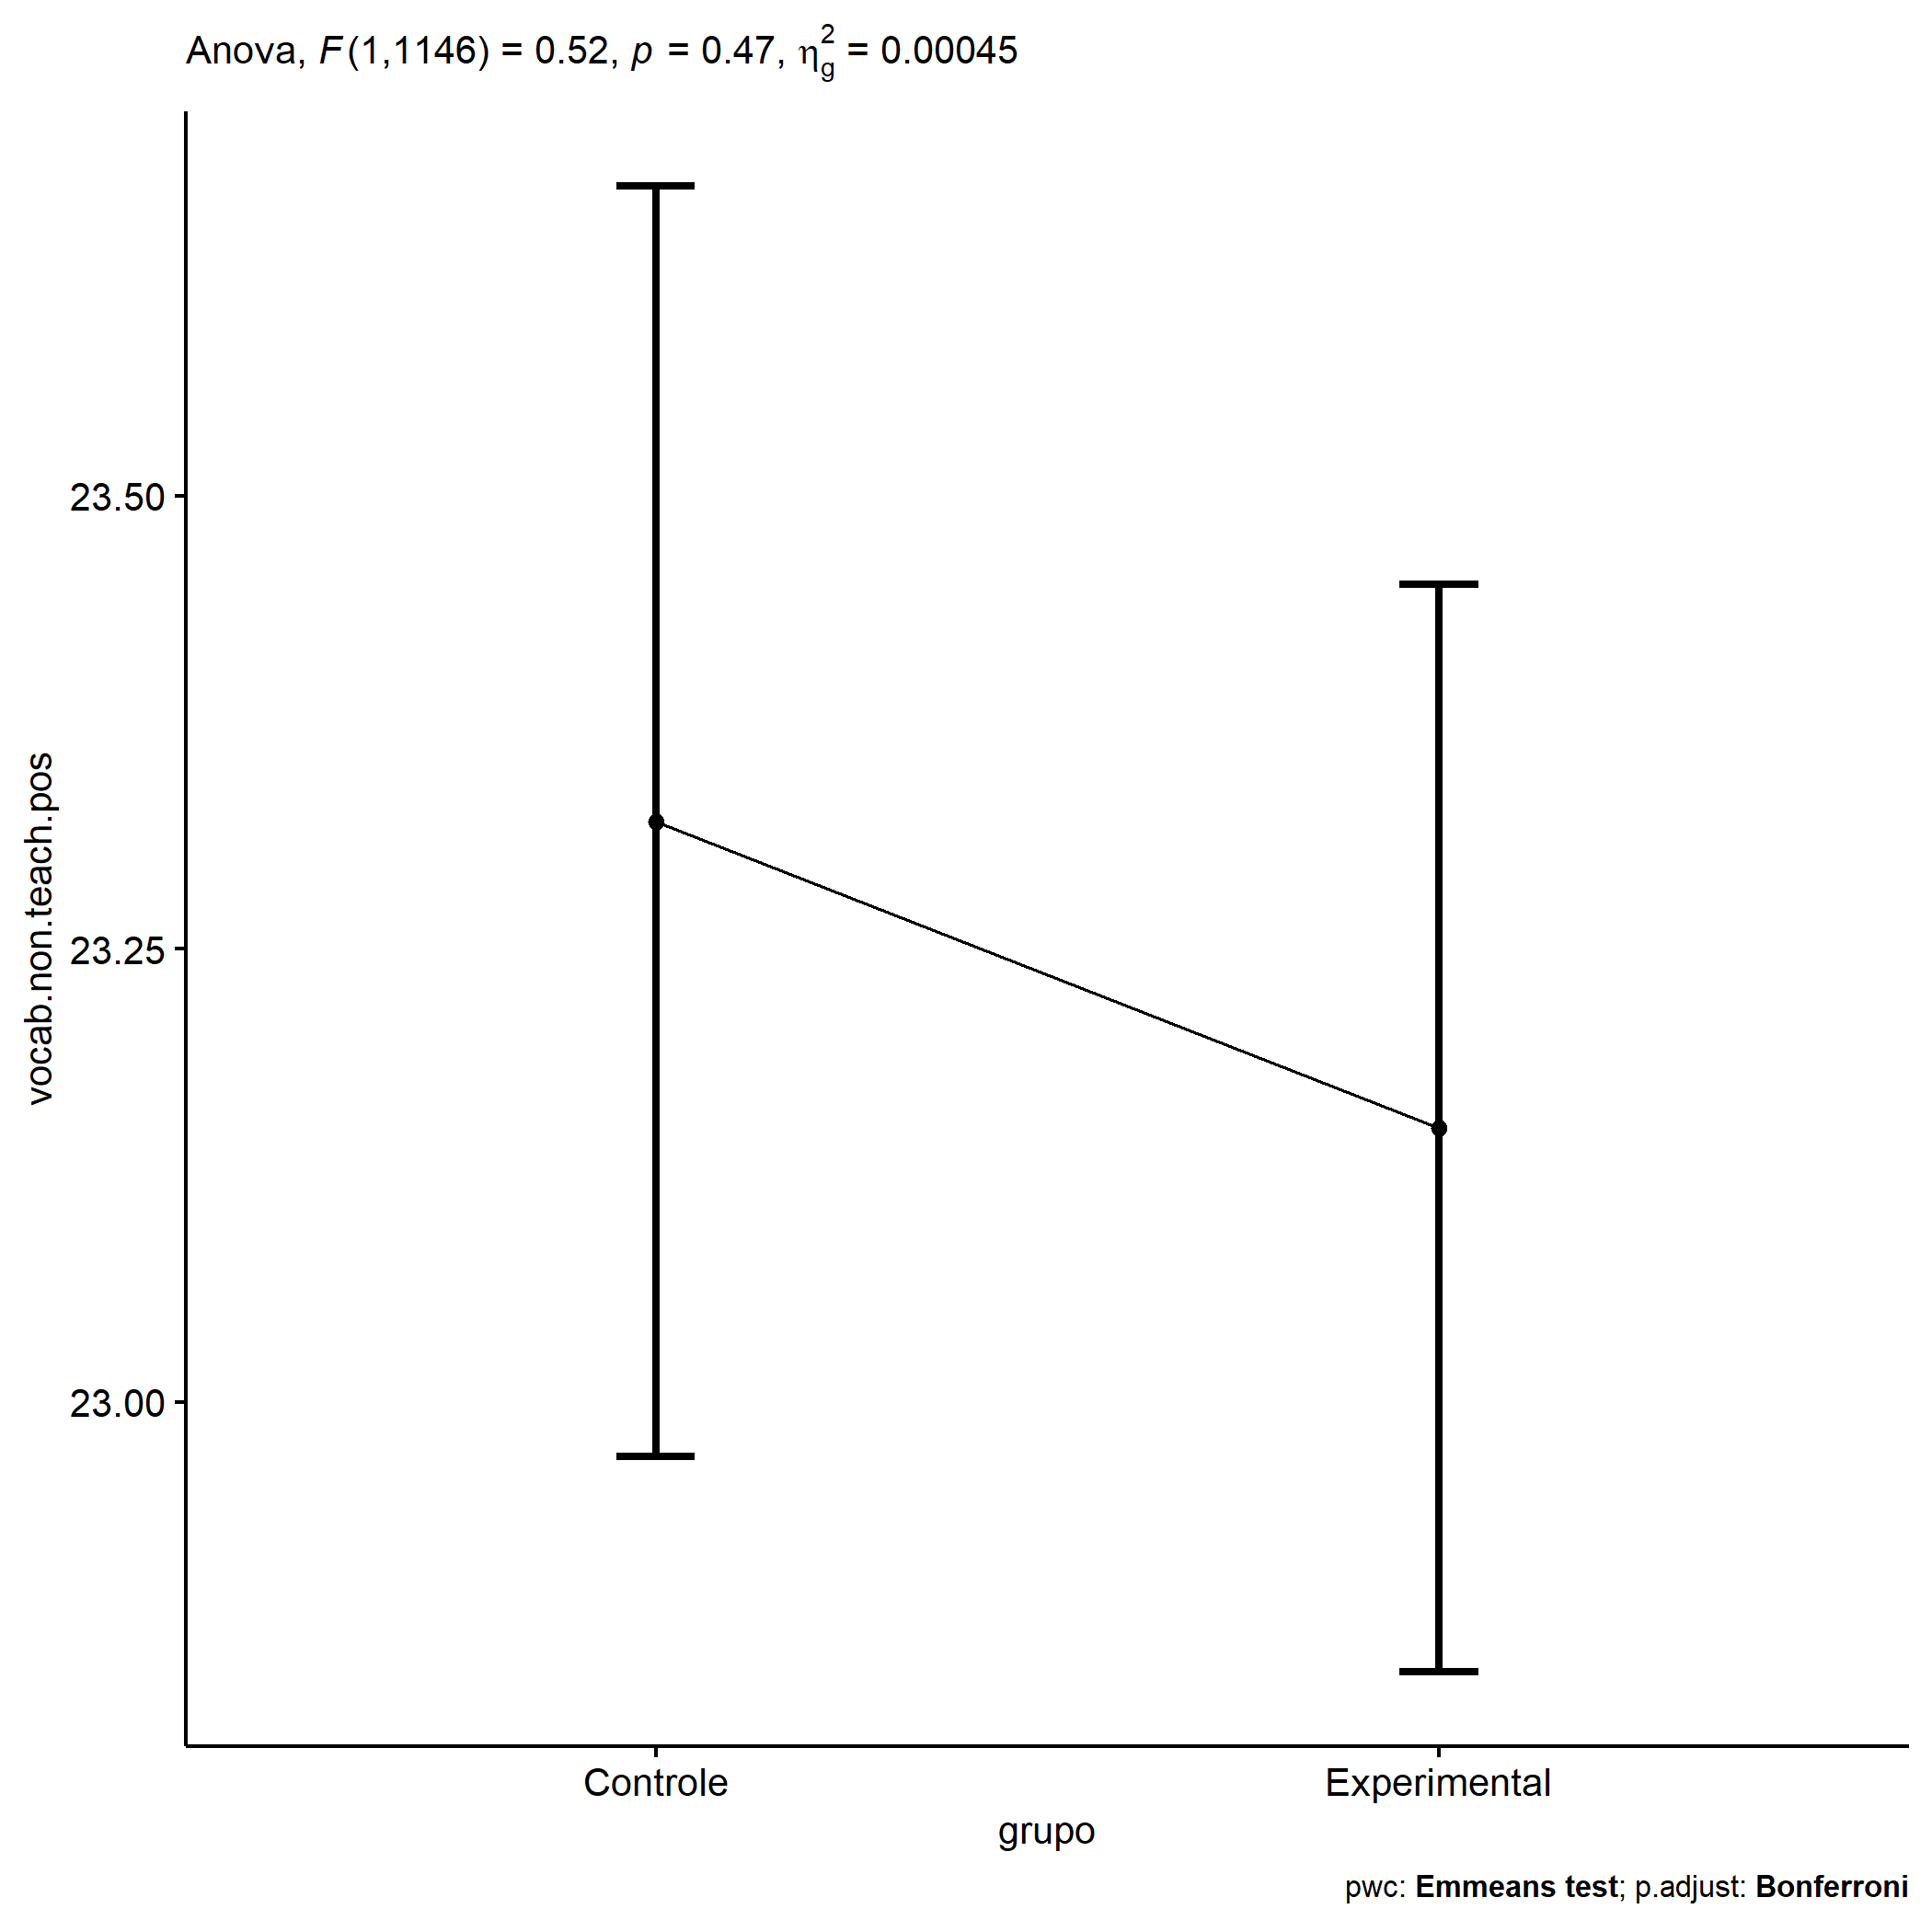 Anova, F(1,1146) = 0.52, p = 0.47, η²g = 0.00045
vocab.non.teach.pos
23.50
23.25
23.00
Controle
Experimental
grupo
pwc: Emmeans test; p.adjust: Bonferroni